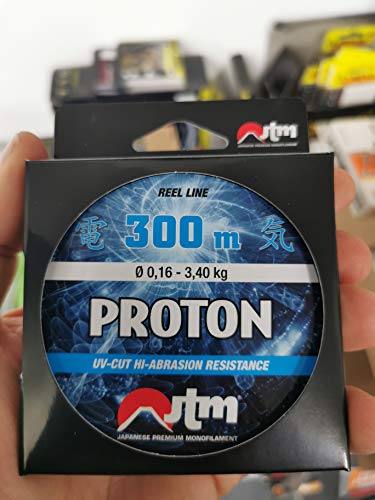 JTM
JAPANESE PREMIUM MONOFILAMENT
REEL LINE
電 300 m 気
Ø 0,16 - 3,40 kg
PROTON
UV-CUT HI-ABRASION RESISTANCE
JTM
JAPANESE PREMIUM MONOFILAMENT